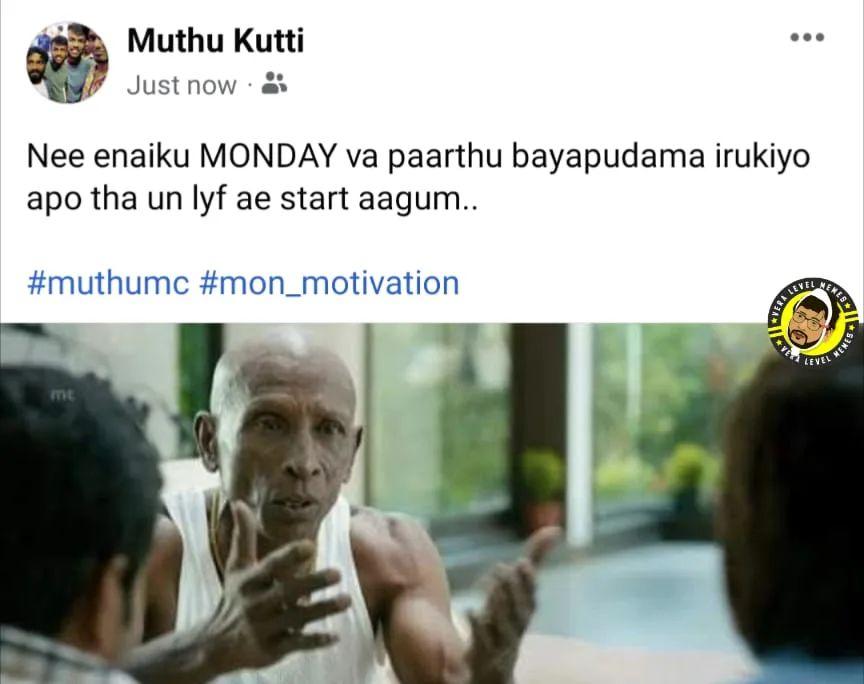 Muthu Kutti
Just now ·
Nee enaiku MONDAY va paarthu bayapudama irukiyo
apo tha un lyf ae start aagum..
#muthumc #mon_motivation
VERA LEVEL MEMES
VERA LEVEL MEMES
mt